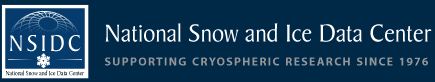 NSIDC
National Snow and Ice Data Center
National Snow and Ice Data Center
SUPPORTING CRYOSPHERIC RESEARCH SINCE 1976